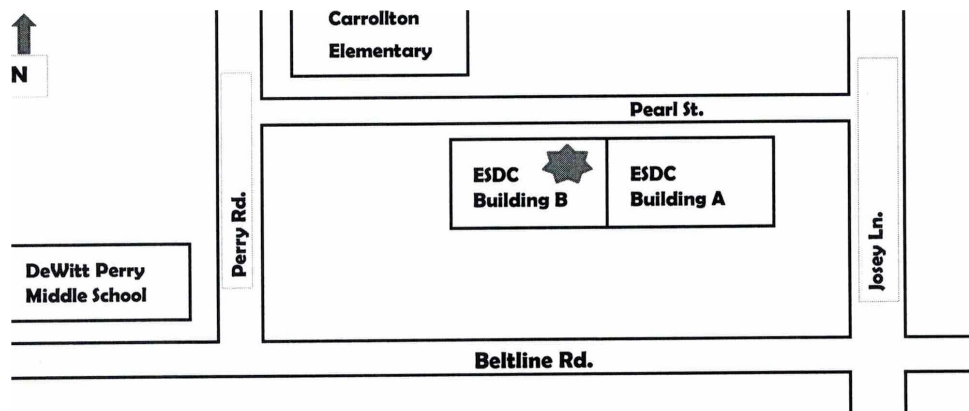 Carrollton
Elementary
N
Pearl St.
ESDC
Building B
ESDC
Building A
Perry Rd.
Josey Ln.
DeWitt Perry
Middle School
Beltline Rd.